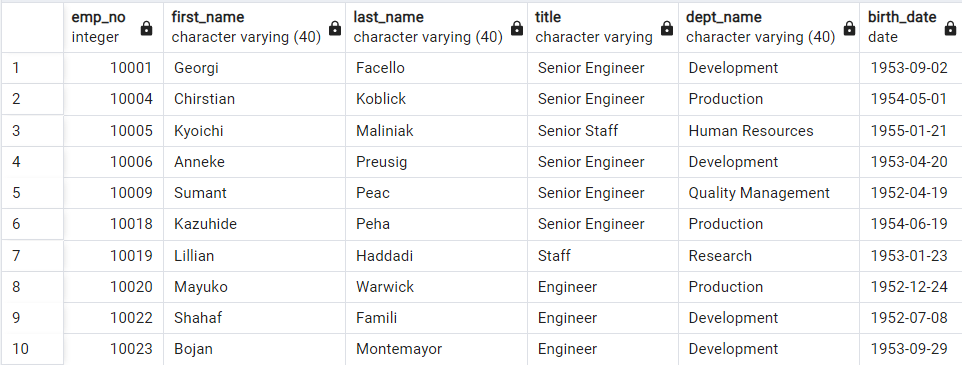 emp_no first_name last_name title dept_name birth_date
integer character varying (40) character varying (40) character varying character varying (40) date
1 10001 Georgi Facello Senior Engineer Development 1953-09-02
2 10004 Chirstian Koblick Senior Engineer Production 1954-05-01
3 10005 Kyoichi Maliniak Senior Staff Human Resources 1955-01-21
4 10006 Anneke Preusig Senior Engineer Development 1953-04-20
5 10009 Sumant Peac Senior Engineer Quality Management 1952-04-19
6 10018 Kazuhide Peha Senior Engineer Production 1954-06-19
7 10019 Lillian Haddadi Staff Research 1953-01-23
8 10020 Mayuko Warwick Engineer Production 1952-12-24
9 10022 Shahaf Famili Engineer Development 1952-07-08
10 10023 Bojan Montemayor Engineer Development 1953-09-29